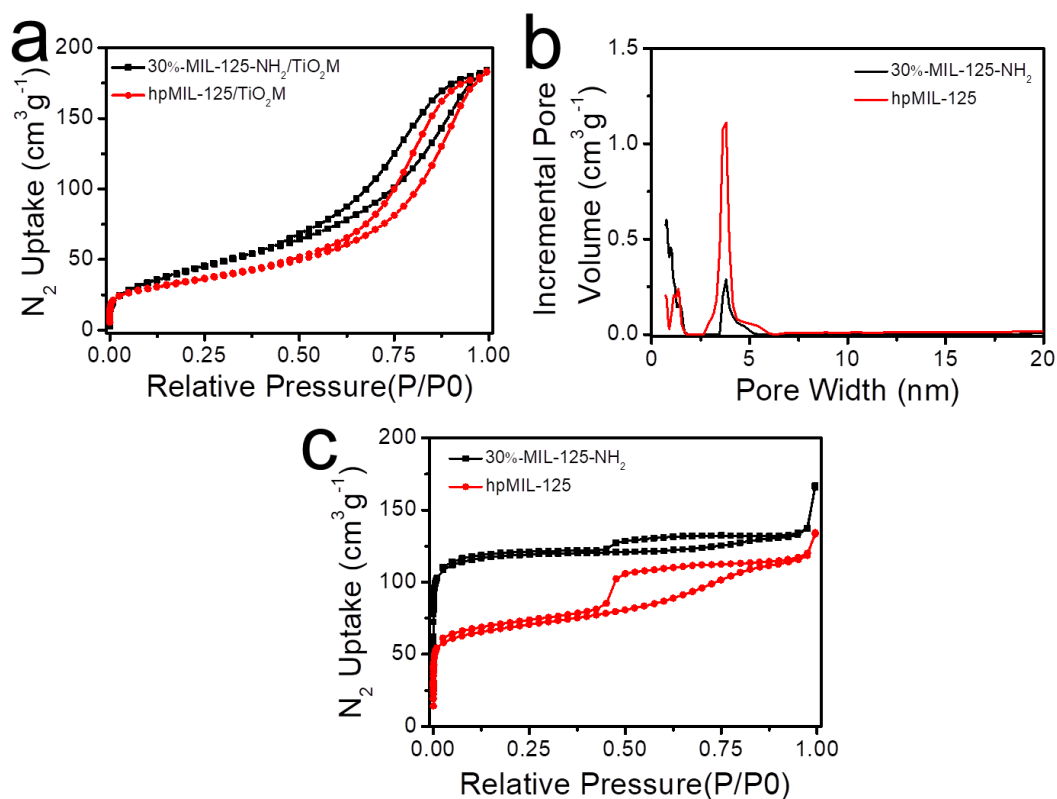 a
200
150
100
50
0
N₂ Uptake (cm³g⁻¹)
30%-MIL-125-NH₂/TiO₂M
hpMIL-125/TiO₂M
0.00 0.25 0.50 0.75 1.00
Relative Pressure(P/P0)
b
1.5
1.0
0.5
0.0
Incremental Pore
Volume (cm³g⁻¹)
30%-MIL-125-NH₂
hpMIL-125
0 5 10 15 20
Pore Width (nm)
c
200
150
100
50
0
N₂ Uptake (cm³g⁻¹)
30%-MIL-125-NH₂
hpMIL-125
0.00 0.25 0.50 0.75 1.00
Relative Pressure(P/P0)